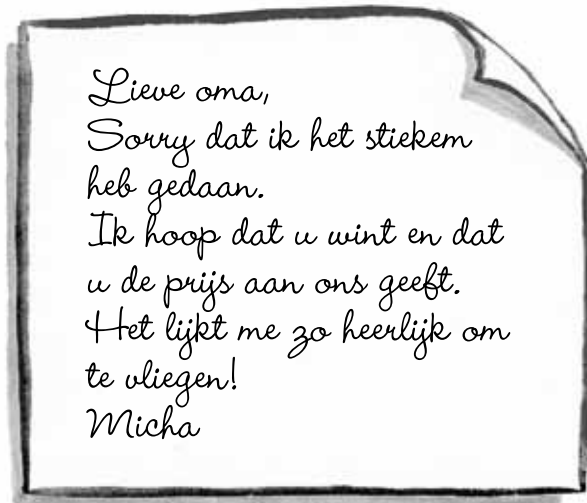 Lieve oma,
Sorry dat ik het stiekem
heb gedaan.
Ik hoop dat u wint en dat
u de prijs aan ons geeft.
Het lijkt me zo heerlijk om
te vliegen!
Micha